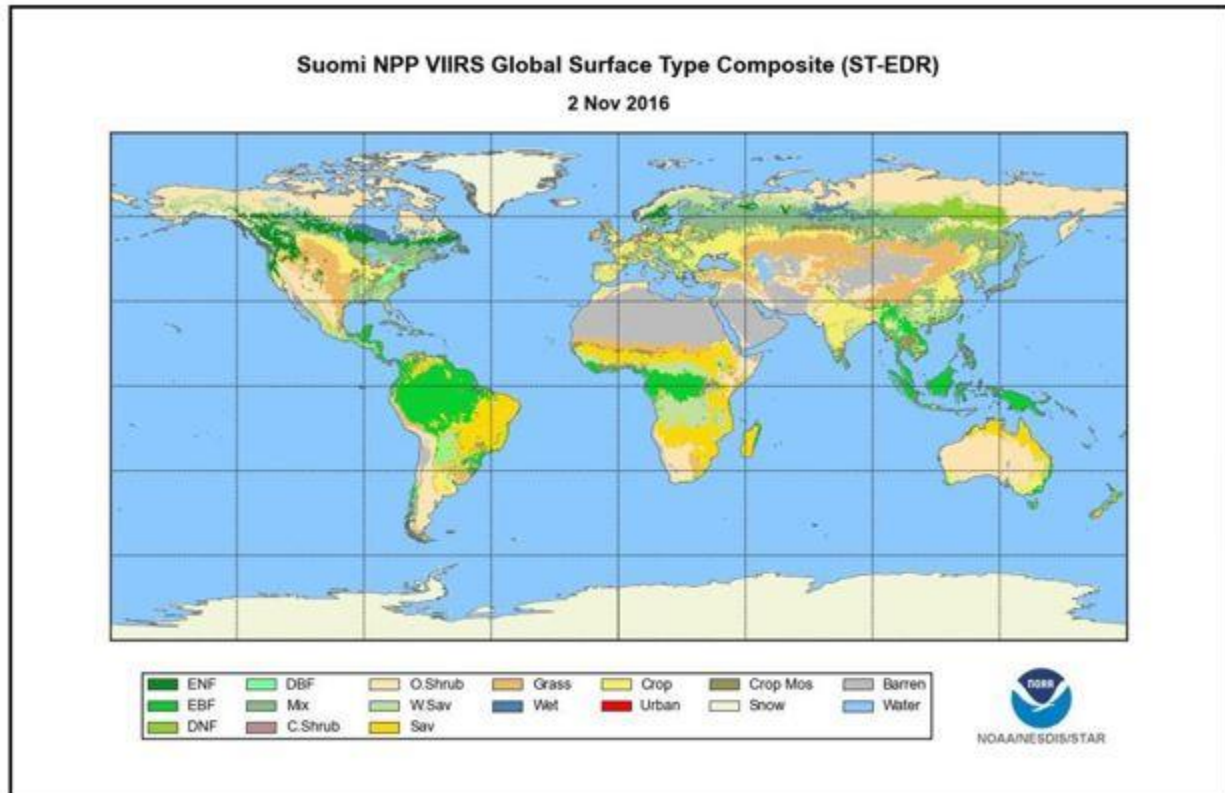 Suomi NPP VIIRS Global Surface Type Composite (ST-EDR)
2 Nov 2016
ENF DBF O.Shrub Grass Crop Crop Mos Barren
EBF Mix W.Sav Wet Urban Snow Water
DNF C.Shrub Sav
NOAA
NOAA/NESDIS/STAR